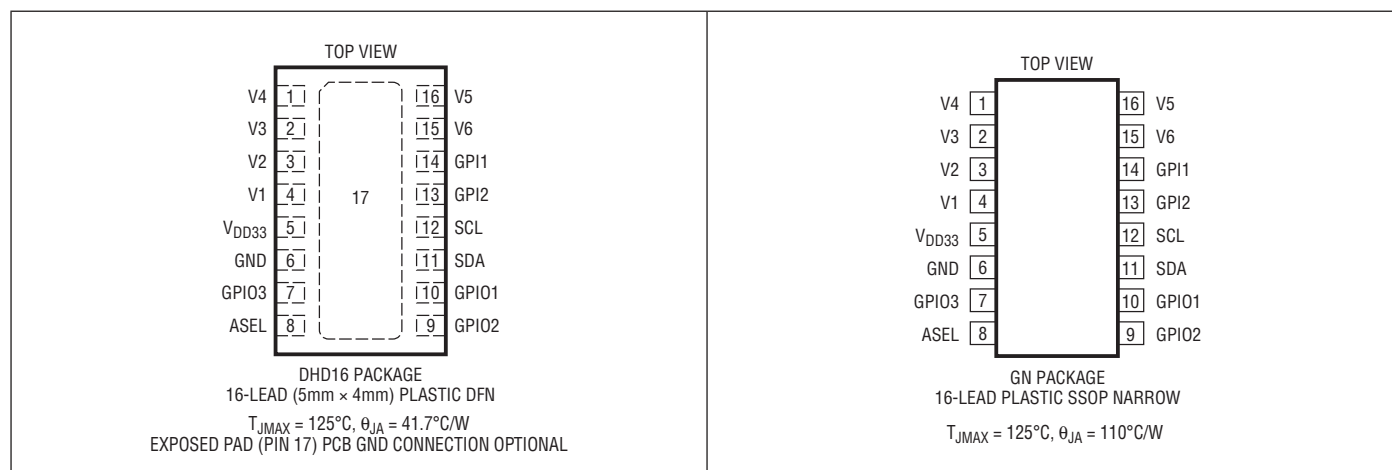 TOP VIEW
V4 1 16 V5
V3 2 15 V6
V2 3 14 GPI1
V1 4 17 13 GPI2
VDD33 5 12 SCL
GND 6 11 SDA
GPIO3 7 10 GPIO1
ASEL 8 9 GPIO2
DHD16 PACKAGE
16-LEAD (5mm × 4mm) PLASTIC DFN
TJMAX = 125°C, θJA = 41.7°C/W
EXPOSED PAD (PIN 17) PCB GND CONNECTION OPTIONAL
TOP VIEW
V4 1 16 V5
V3 2 15 V6
V2 3 14 GPI1
V1 4 13 GPI2
VDD33 5 12 SCL
GND 6 11 SDA
GPIO3 7 10 GPIO1
ASEL 8 9 GPIO2
GN PACKAGE
16-LEAD PLASTIC SSOP NARROW
TJMAX = 125°C, θJA = 110°C/W